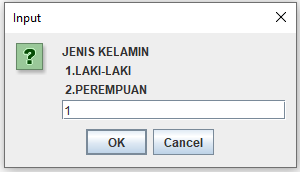 Input
JENIS KELAMIN
1.LAKI-LAKI
2.PEREMPUAN
1
OK Cancel